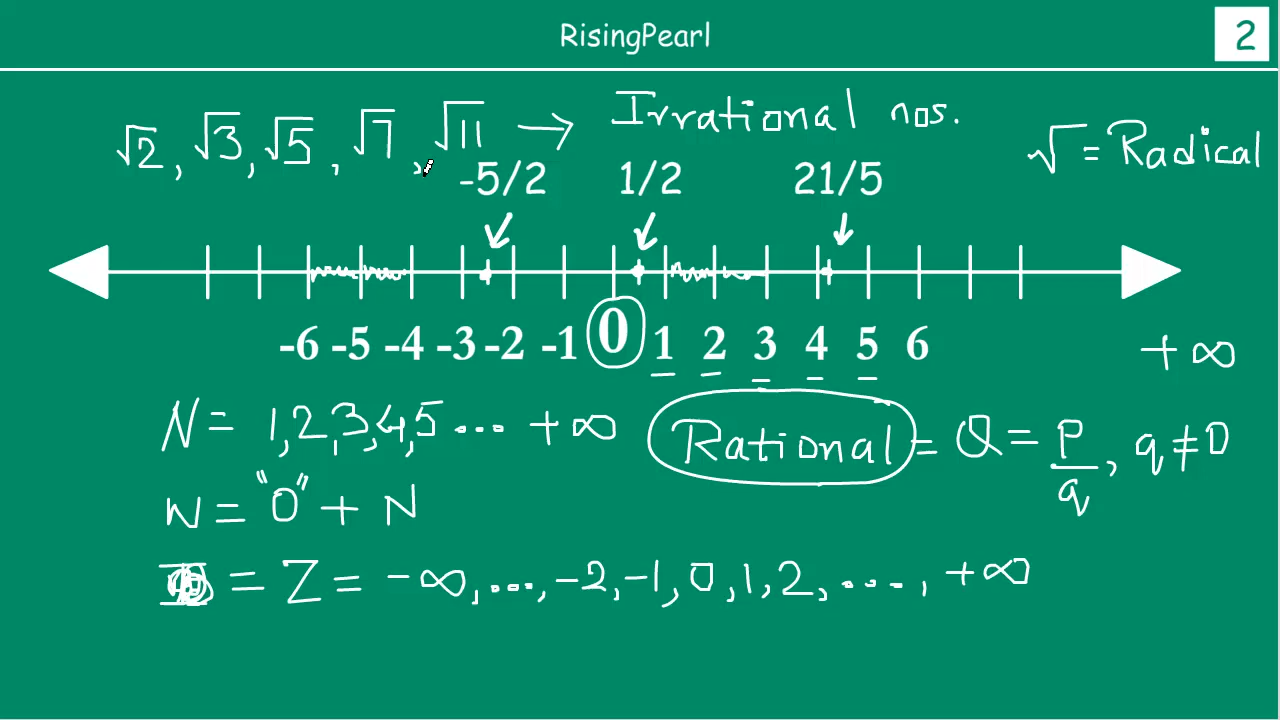 RisingPearl
2
√2, √3, √5, √7, √11 → Irrational nos.
√ = Radical
-5/2 1/2 21/5
-6 -5 -4 -3 -2 -1 0 1 2 3 4 5 6
+ ∞
N = 1,2,3,4,5 ... + ∞
Rational = Q = p/q, q ≠ 0
W = "0" + N
= Z = -∞, ..., -2, -1, 0, 1, 2, ...., +∞